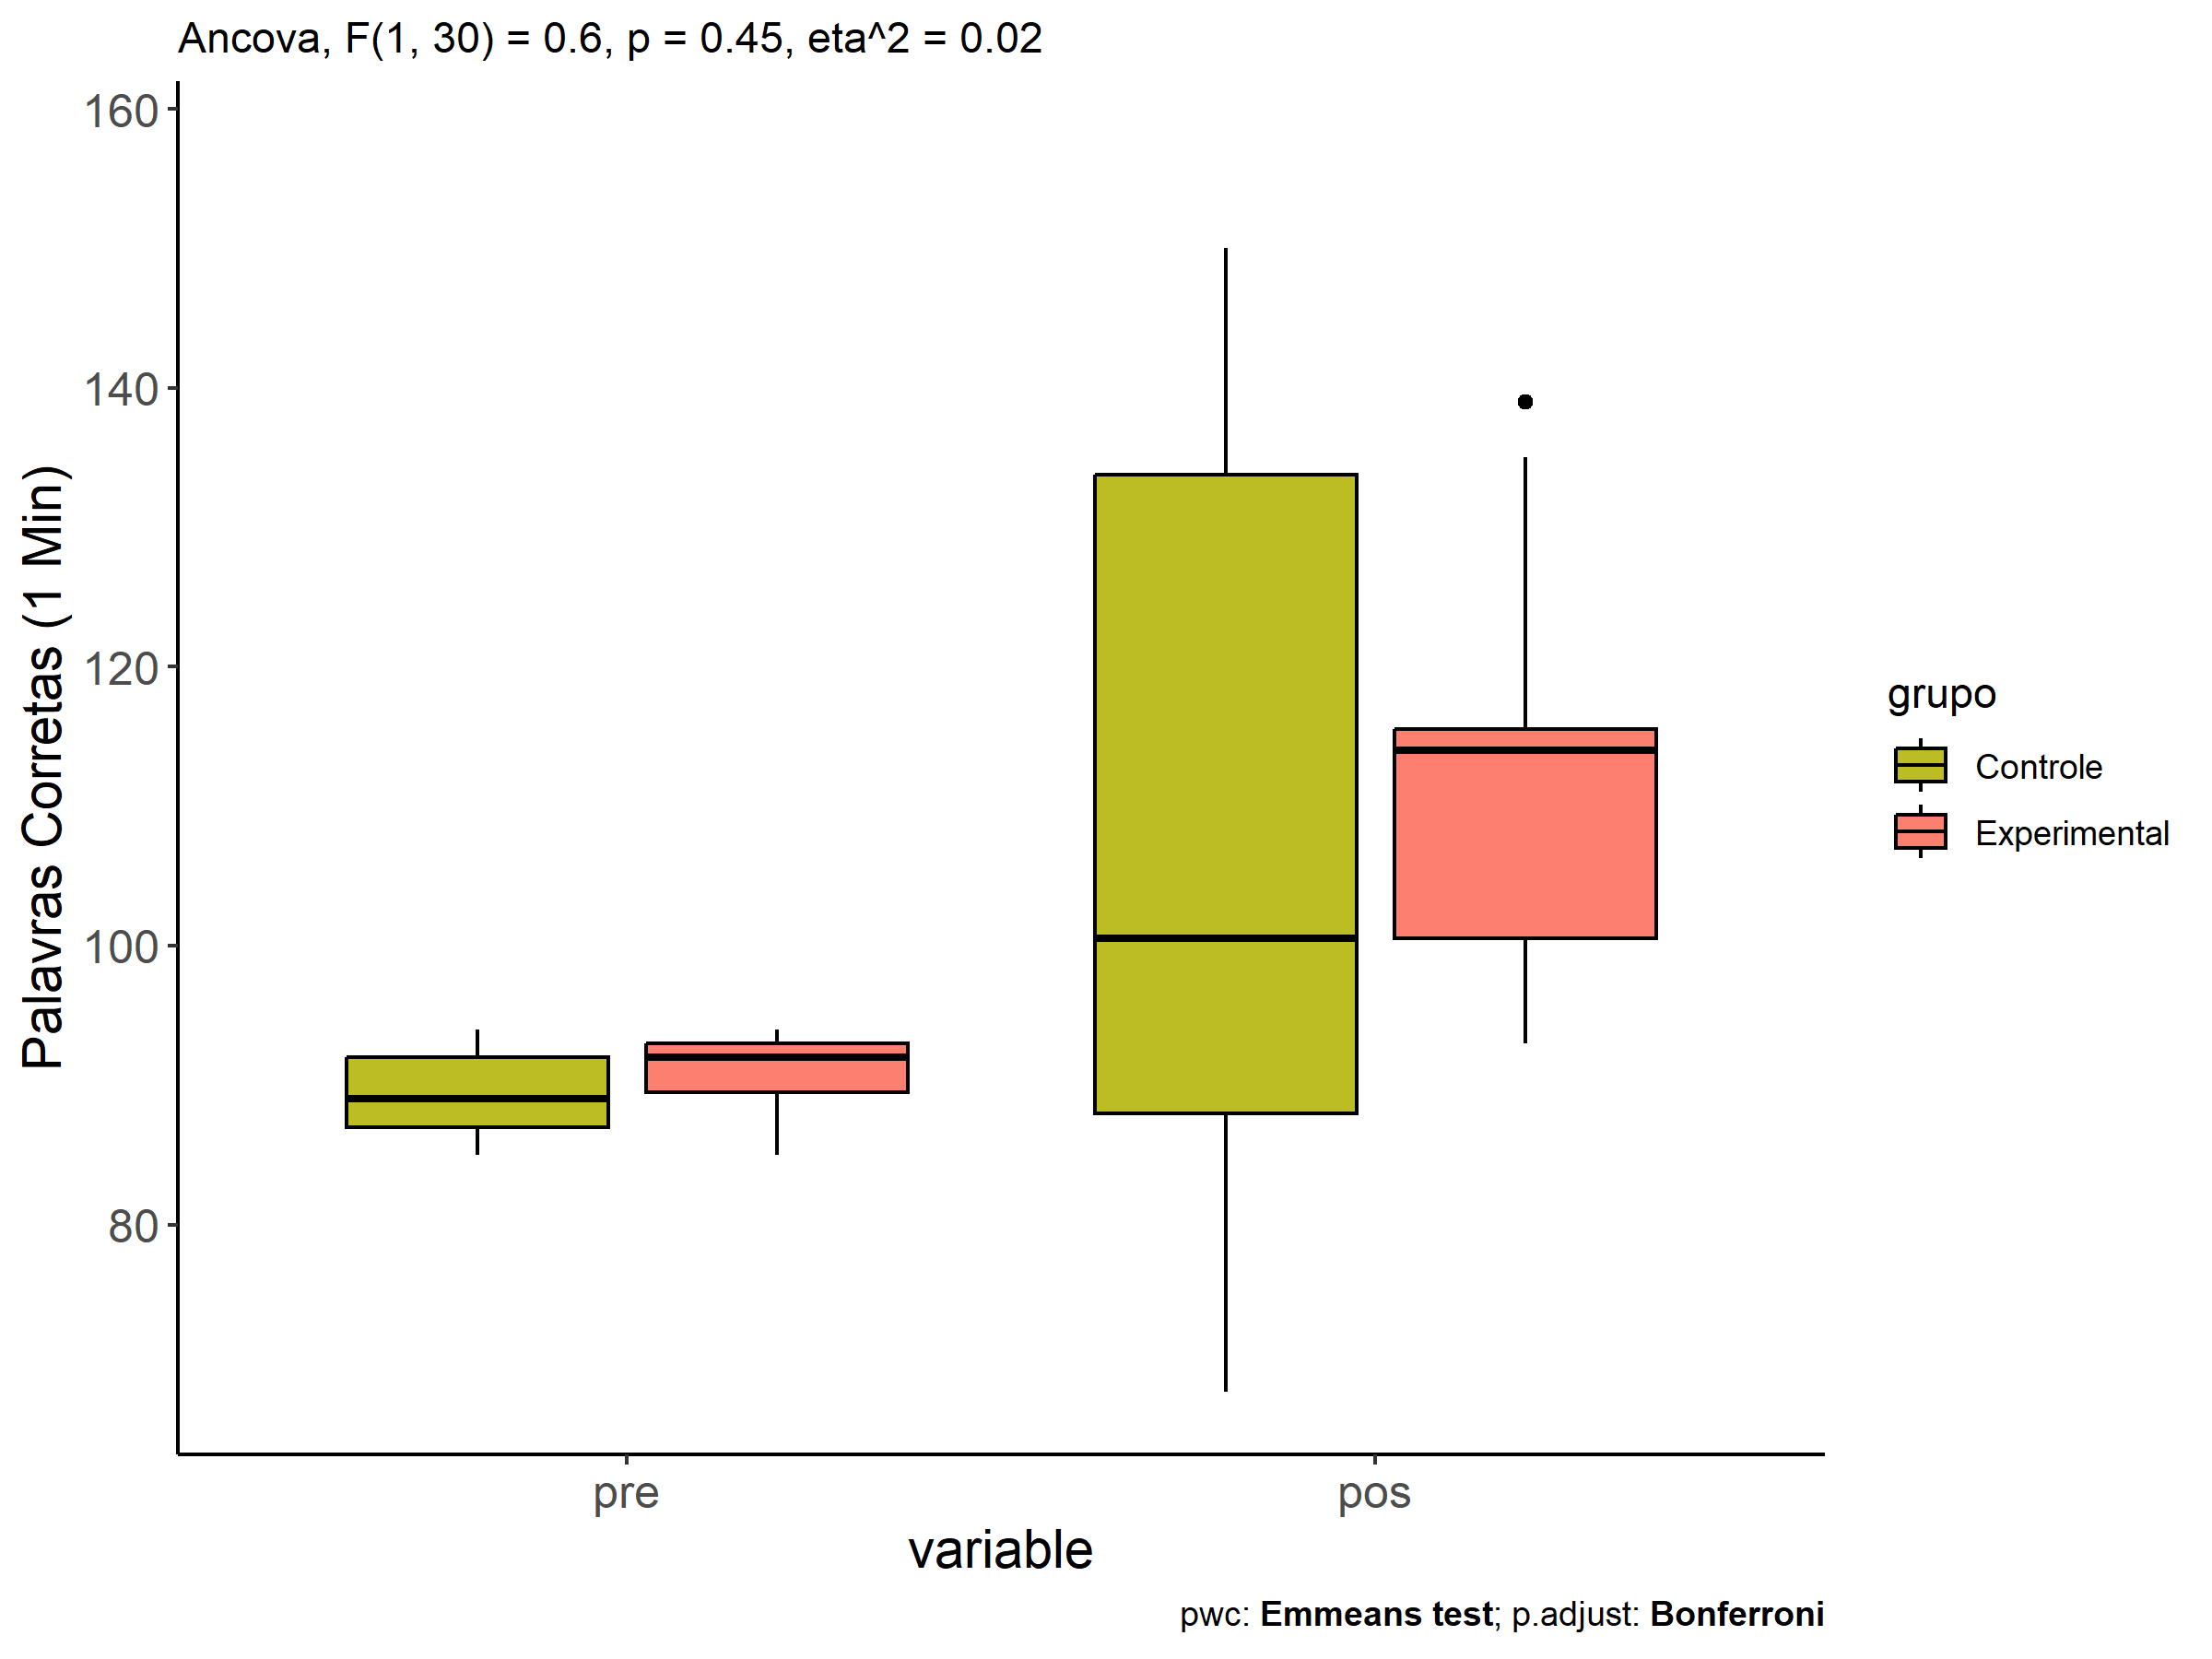 Ancova, F(1, 30) = 0.6, p = 0.45, eta^2 = 0.02
Palavras Corretas (1 Min)
160
140
120
100
80
pre
pos
variable
grupo
Controle
Experimental
pwc: Emmeans test; p.adjust: Bonferroni